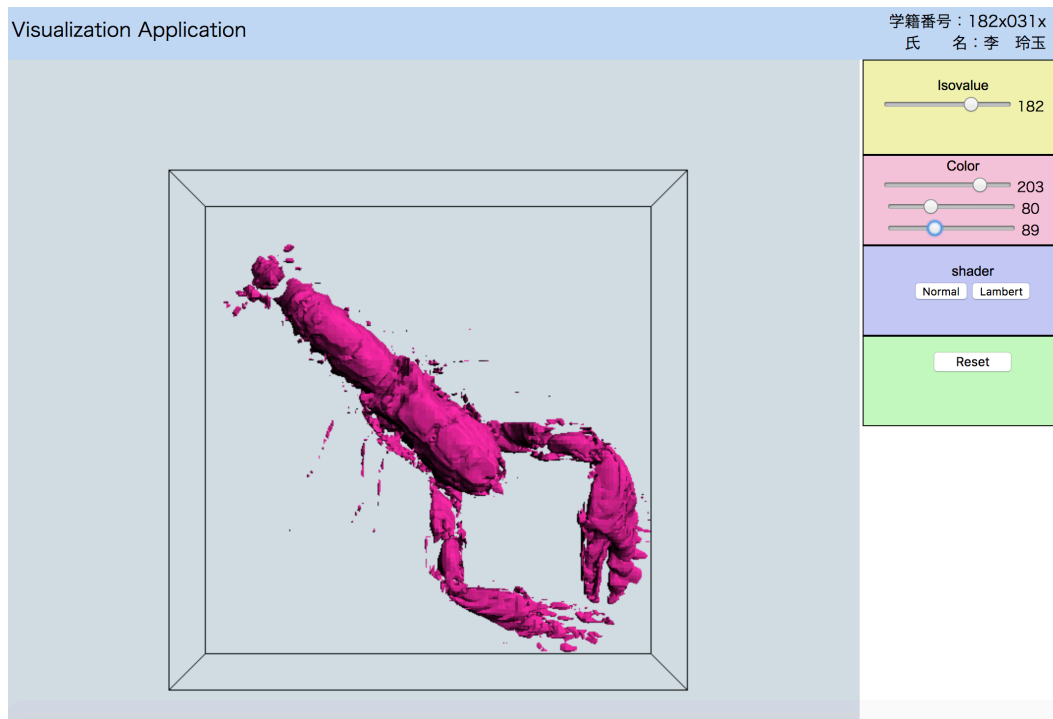 Visualization Application
学籍番号：182x031x
氏　　名：李　玲玉
Isovalue
182
Color
203
80
89
shader
Normal Lambert
Reset